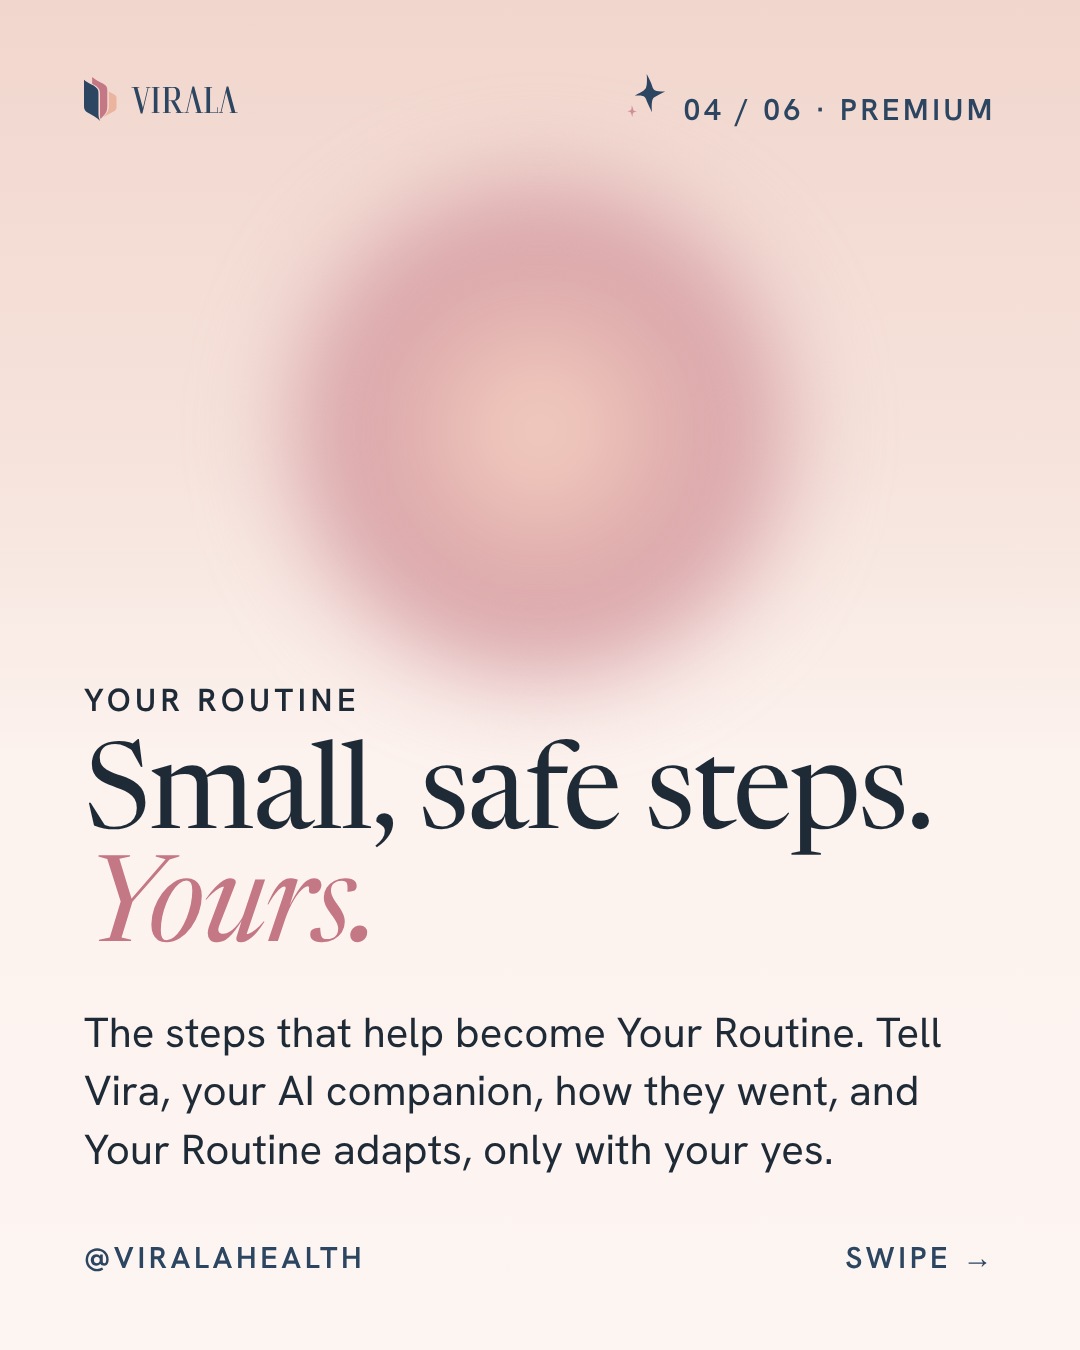 VIRALA
04 / 06 · PREMIUM
YOUR ROUTINE
Small, safe steps.
Yours.
The steps that help become Your Routine. Tell
Vira, your AI companion, how they went, and
Your Routine adapts, only with your yes.
@VIRALAHEALTH
SWIPE →